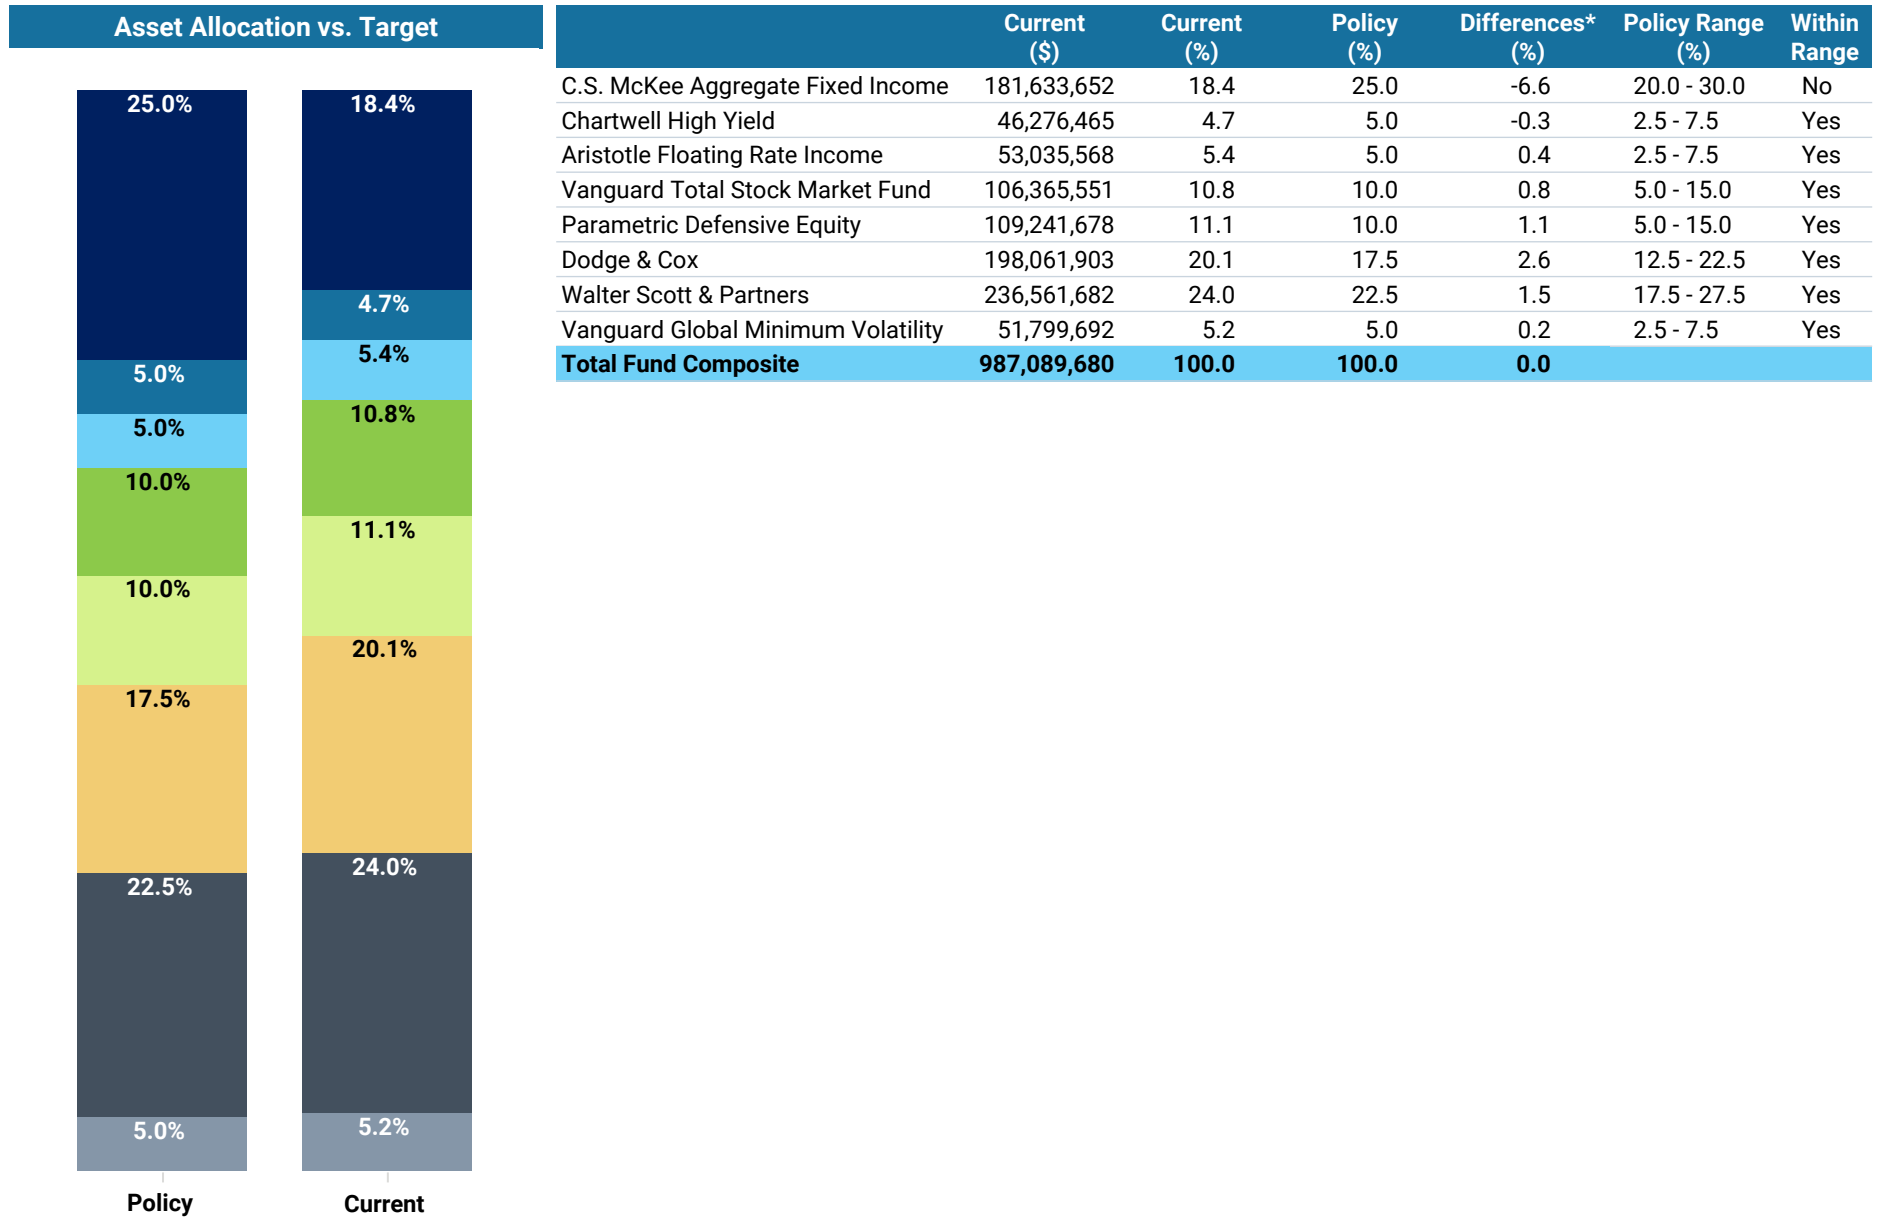 Asset Allocation vs. Target
25.0%
5.0%
5.0%
10.0%
10.0%
17.5%
22.5%
5.0%
Policy
18.4%
4.7%
5.4%
10.8%
11.1%
20.1%
24.0%
5.2%
Current
Current ($) Current (%) Policy (%) Differences* (%) Policy Range (%) Within Range
C.S. McKee Aggregate Fixed Income 181,633,652 18.4 25.0 -6.6 20.0 - 30.0 No
Chartwell High Yield 46,276,465 4.7 5.0 -0.3 2.5 - 7.5 Yes
Aristotle Floating Rate Income 53,035,568 5.4 5.0 0.4 2.5 - 7.5 Yes
Vanguard Total Stock Market Fund 106,365,551 10.8 10.0 0.8 5.0 - 15.0 Yes
Parametric Defensive Equity 109,241,678 11.1 10.0 1.1 5.0 - 15.0 Yes
Dodge & Cox 198,061,903 20.1 17.5 2.6 12.5 - 22.5 Yes
Walter Scott & Partners 236,561,682 24.0 22.5 1.5 17.5 - 27.5 Yes
Vanguard Global Minimum Volatility 51,799,692 5.2 5.0 0.2 2.5 - 7.5 Yes
Total Fund Composite 987,089,680 100.0 100.0 0.0